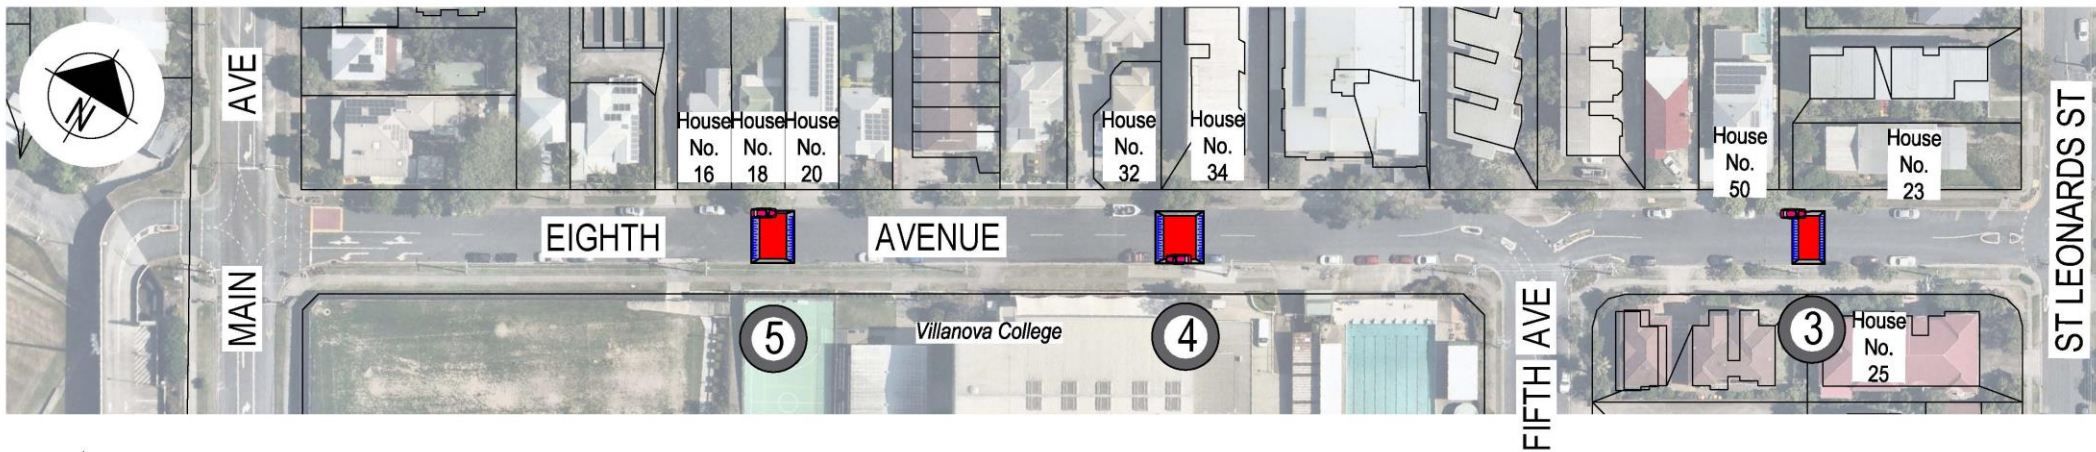 N
AVE
MAIN
EIGHTH
AVENUE
House
No.
16
House
No.
18
House
No.
20
House
No.
32
House
No.
34
House
No.
50
House
No.
23
ST LEONARDS ST
5
Villanova College
4
FIFTH AVE
3
House
No.
25